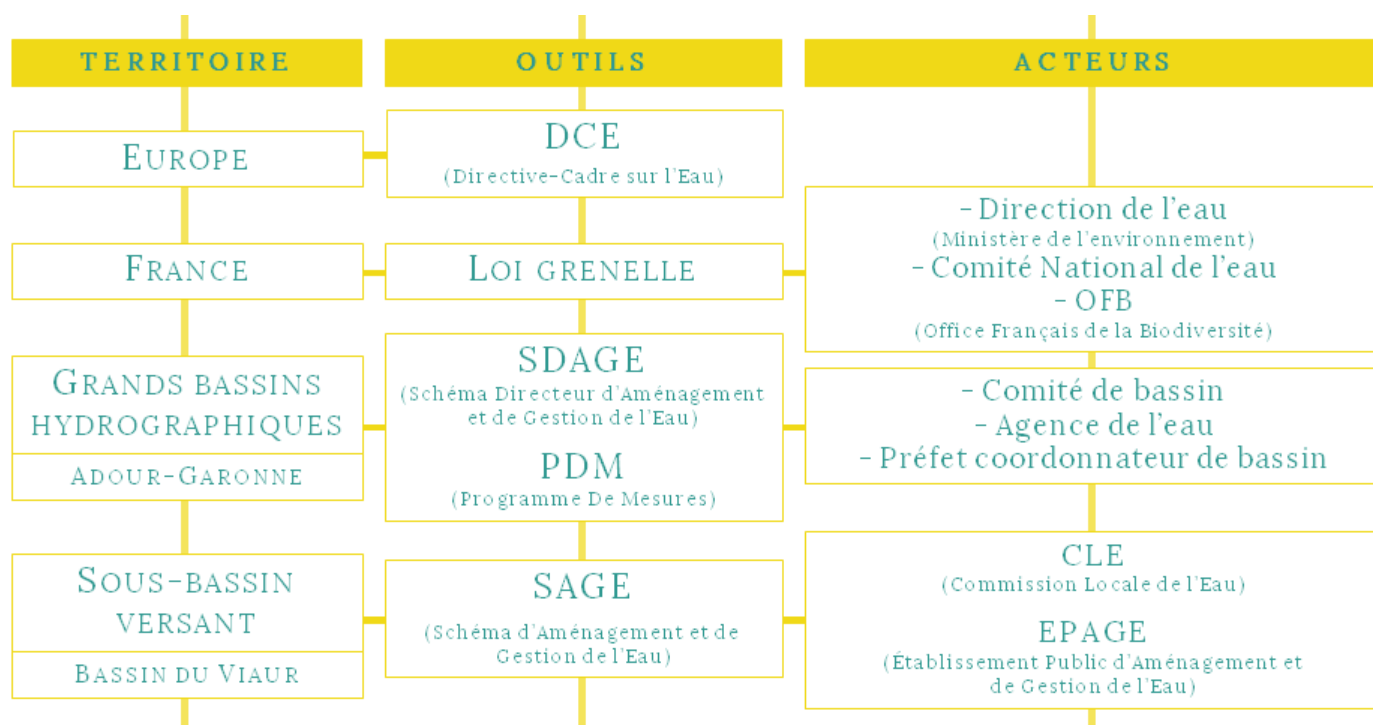 TERRITOIRE
OUTILS
ACTEURS
EUROPE
DCE
(Directive-Cadre sur l'Eau)
FRANCE
LOI GRENELLE
- Direction de l'eau
(Ministère de l'environnement)
- Comité National de l'eau
- OFB
(Office Français de la Biodiversité)
GRANDS BASSINS
HYDROGRAPHIQUES
ADOUR-GARONNE
SDAGE
(Schéma Directeur d'Aménagement
et de Gestion de l'Eau)
PDM
(Programme De Mesures)
- Comité de bassin
- Agence de l'eau
- Préfet coordonnateur de bassin
SOUS-BASSIN
VERSANT
BASSIN DU VIAUR
SAGE
(Schéma d'Aménagement et de
Gestion de l'Eau)
CLE
(Commission Locale de l'Eau)
EPAGE
(Établissement Public d'Aménagement et
de Gestion de l'Eau)